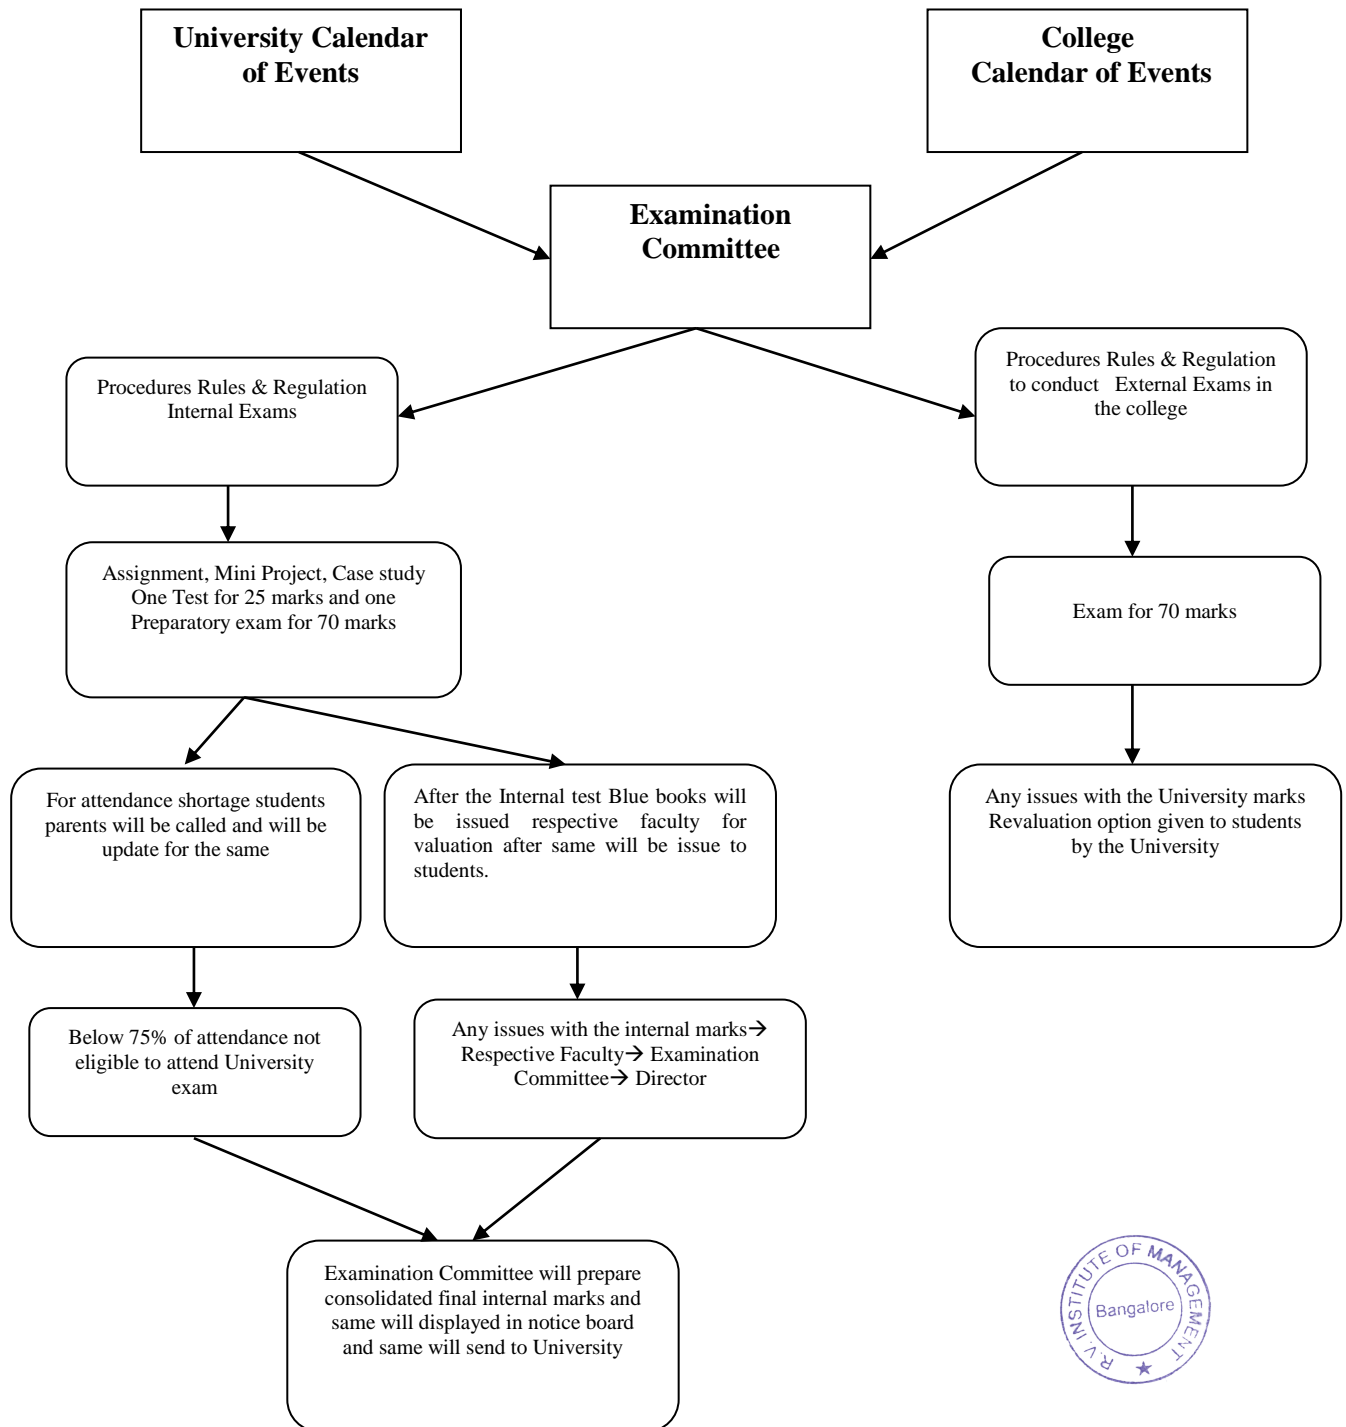 University Calendar
of Events
College
Calendar of Events
Examination
Committee
Procedures Rules & Regulation
Internal Exams
Procedures Rules & Regulation
to conduct   External Exams in
the college
Assignment, Mini Project, Case study
One Test for 25 marks and one
Preparatory exam for 70 marks
Exam for 70 marks
For attendance shortage students
parents will be called and will be
update for the same
After the Internal test Blue books will
be issued respective faculty for
valuation after same will be issue to
students.
Any issues with the University marks
Revaluation option given to students
by the University
Below 75% of attendance not
eligible to attend University
exam
Any issues with the internal marks→
Respective Faculty→ Examination
Committee→ Director
Examination Committee will prepare
consolidated final internal marks and
same will displayed in notice board
and same will send to University
R.V. INSTITUTE OF MANAGEMENT
Bangalore